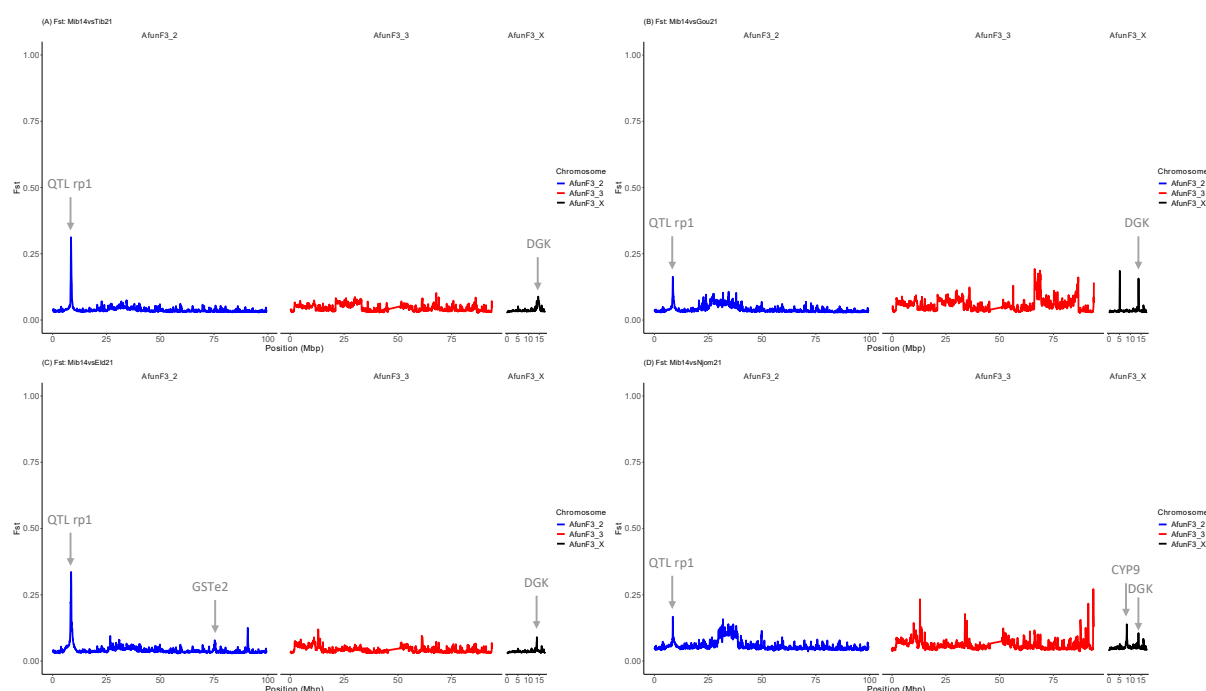 (A) Fst: Mib14vsTib21
AfunF3_2 AfunF3_3 AfunF3_X
1.00
0.75
0.50
0.25
0.00
Fst
QTL rp1
DGK
Chromosome
AfunF3_2
AfunF3_3
AfunF3_X
0 25 50 75 100 0 25 50 75 0 5 10 15
Position (Mbp)
(B) Fst: Mib14vsGou21
AfunF3_2 AfunF3_3 AfunF3_X
1.00
0.75
0.50
0.25
0.00
Fst
QTL rp1
DGK
Chromosome
AfunF3_2
AfunF3_3
AfunF3_X
0 25 50 75 100 0 25 50 75 0 5 10 15
Position (Mbp)
(C) Fst: Mib14vsEld21
AfunF3_2 AfunF3_3 AfunF3_X
1.00
0.75
0.50
0.25
0.00
Fst
QTL rp1
GSTe2
DGK
Chromosome
AfunF3_2
AfunF3_3
AfunF3_X
0 25 50 75 100 0 25 50 75 0 5 10 15
Position (Mbp)
(D) Fst: Mib14vsNjom21
AfunF3_2 AfunF3_3 AfunF3_X
1.00
0.75
0.50
0.25
0.00
Fst
QTL rp1
CYP9
DGK
Chromosome
AfunF3_2
AfunF3_3
AfunF3_X
0 25 50 75 100 0 25 50 75 0 5 10 15
Position (Mbp)